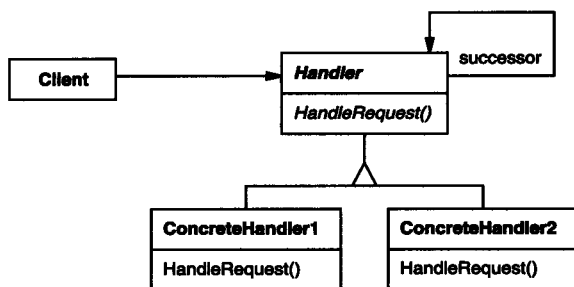 Client
Handler
successor
HandleRequest()
ConcreteHandler1
HandleRequest()
ConcreteHandler2
HandleRequest()